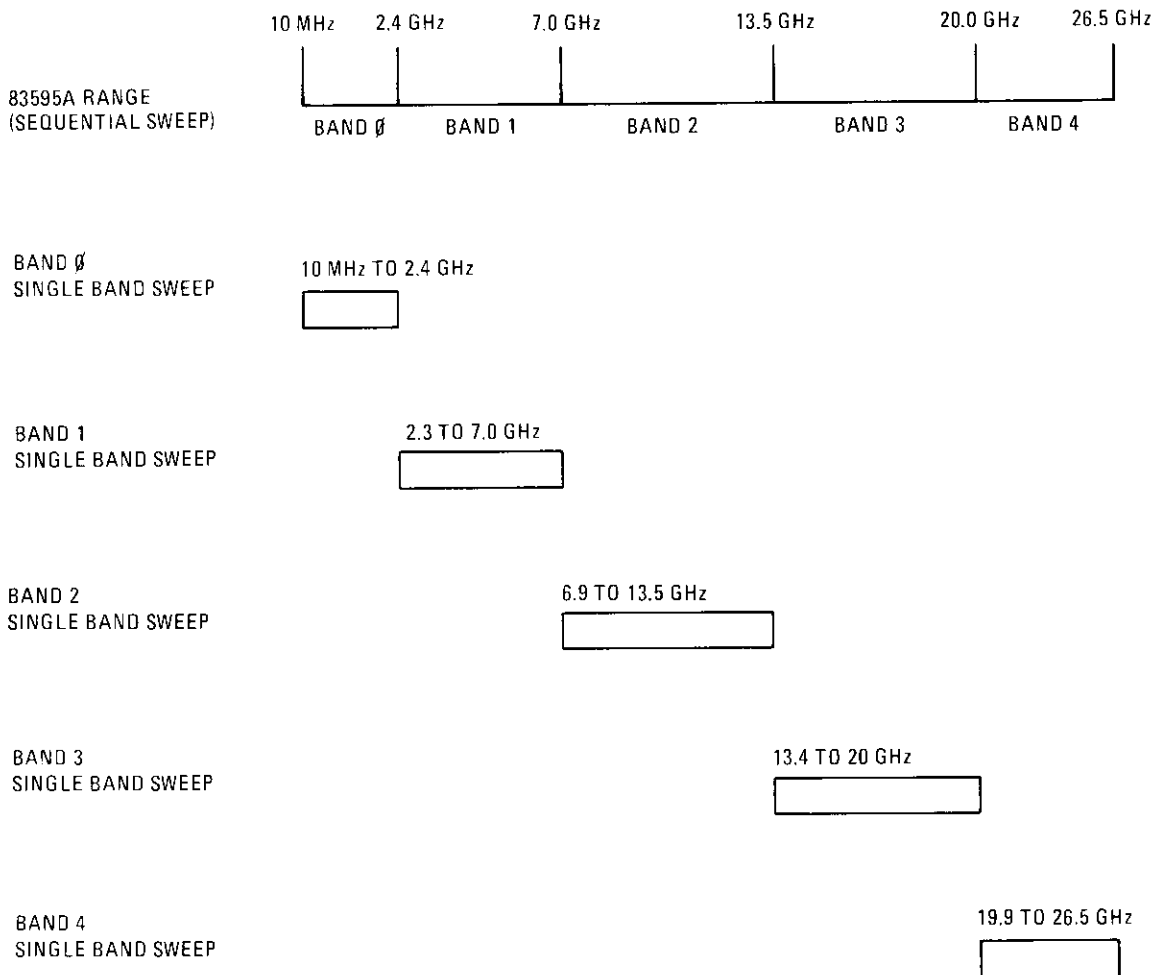 10 MHz 2.4 GHz 7.0 GHz 13.5 GHz 20.0 GHz 26.5 GHz
83595A RANGE
(SEQUENTIAL SWEEP)
BAND Ø BAND 1 BAND 2 BAND 3 BAND 4
BAND Ø
SINGLE BAND SWEEP
10 MHz TO 2.4 GHz
BAND 1
SINGLE BAND SWEEP
2.3 TO 7.0 GHz
BAND 2
SINGLE BAND SWEEP
6.9 TO 13.5 GHz
BAND 3
SINGLE BAND SWEEP
13.4 TO 20 GHz
BAND 4
SINGLE BAND SWEEP
19.9 TO 26.5 GHz